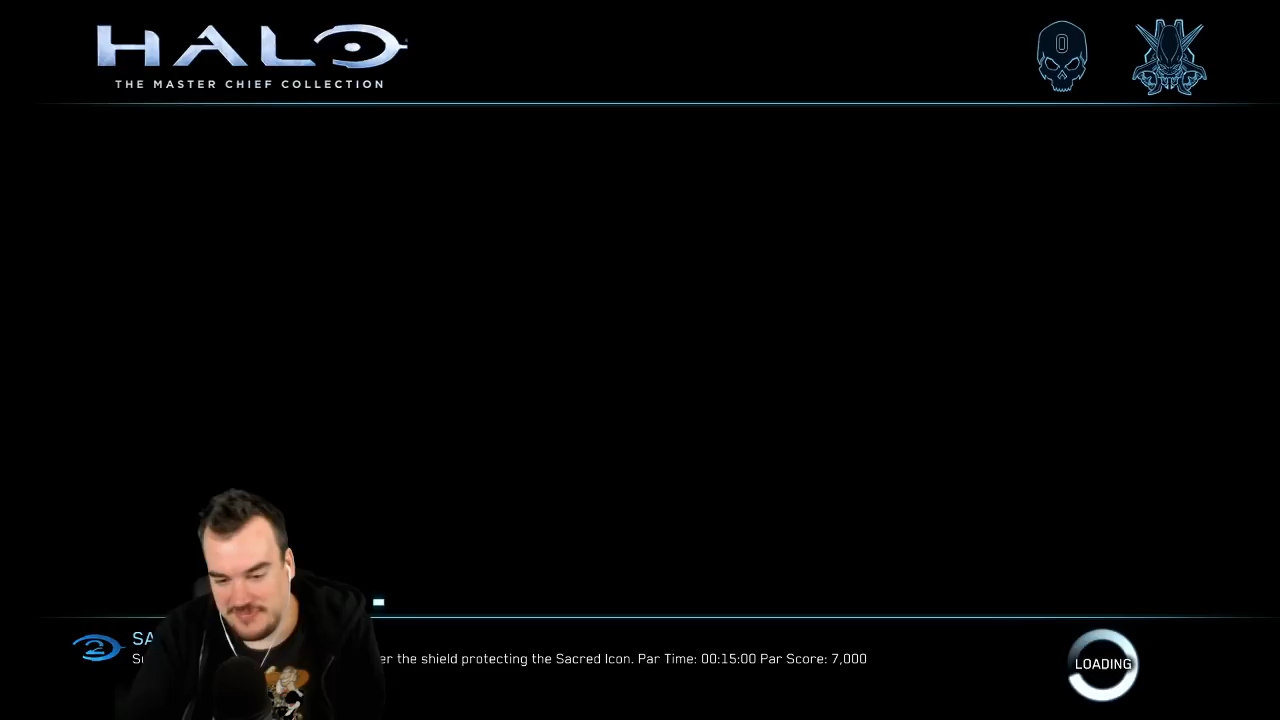 HALO
THE MASTER CHIEF COLLECTION
0
2
SA
er the shield protecting the Sacred Icon. Par Time: 00:15:00 Par Score: 7,000
LOADING